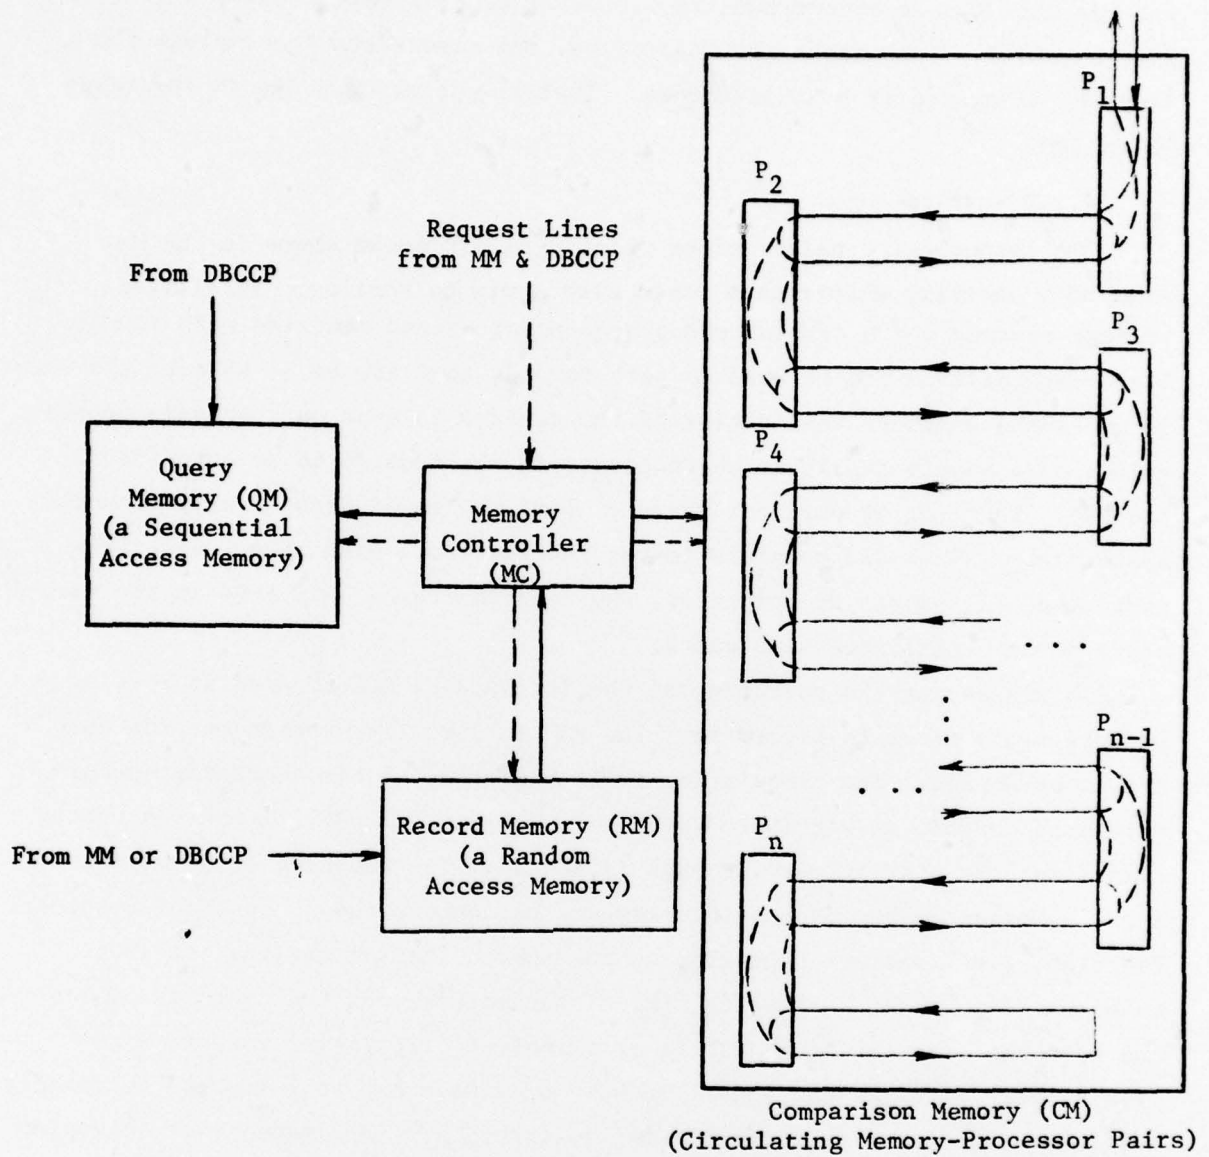 P1
P2
Request Lines
from MM & DBCCP
From DBCCP
P3
P4
Query
Memory (QM)
(a Sequential
Access Memory)
Memory
Controller
(MC)
. . .
Pn-1
. . .
Record Memory (RM)
(a Random
Access Memory)
From MM or DBCCP
Pn
Comparison Memory (CM)
(Circulating Memory-Processor Pairs)